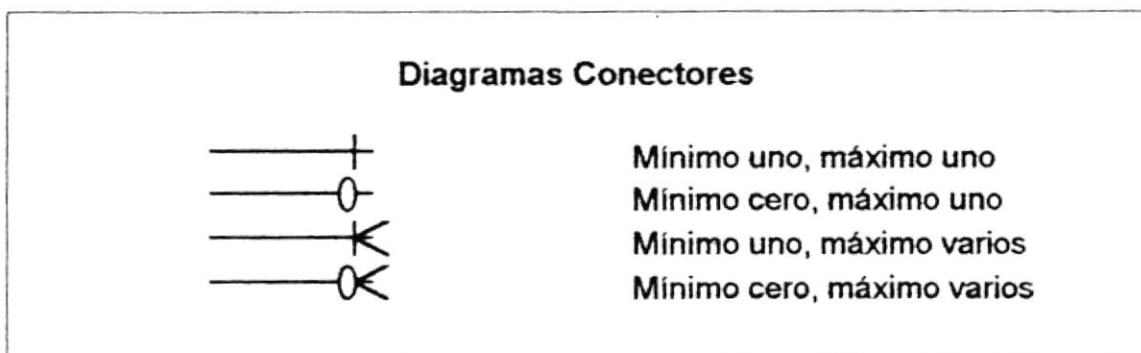 Diagramas Conectores
Mínimo uno, máximo uno
Mínimo cero, máximo uno
Mínimo uno, máximo varios
Mínimo cero, máximo varios